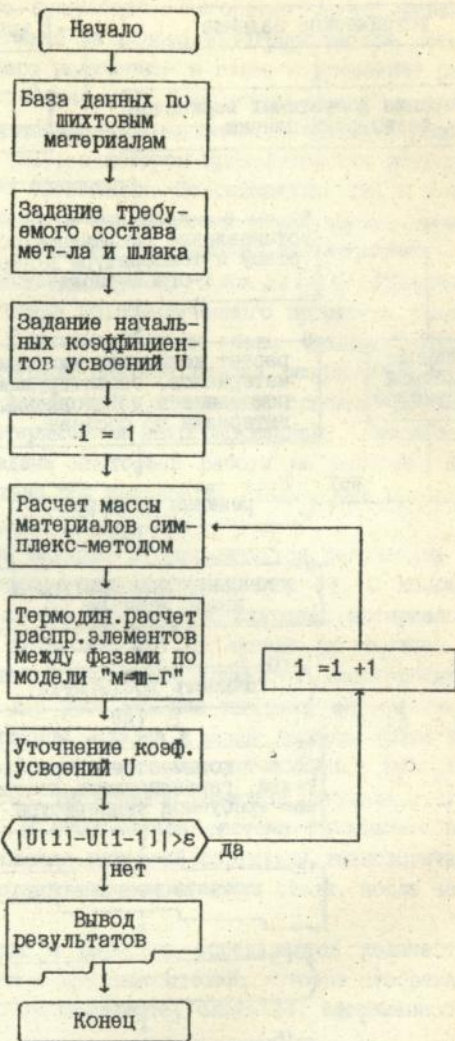 Начало
База данных по
шихтовым
материалам
Задание требу-
емого состава
мет-ла и шлака
Задание началь-
ных коэффициен-
тов усвоений U
1 = 1
Расчет массы
материалов сим-
плекс-методом
Термодин.расчет
распр.элементов
между фазами по
модели "м-ш-г"
1 =1 +1
Уточнение коэф.
усвоений U
|U[1]-U[1-1]|>ε
да
нет
Вывод
результатов
Конец